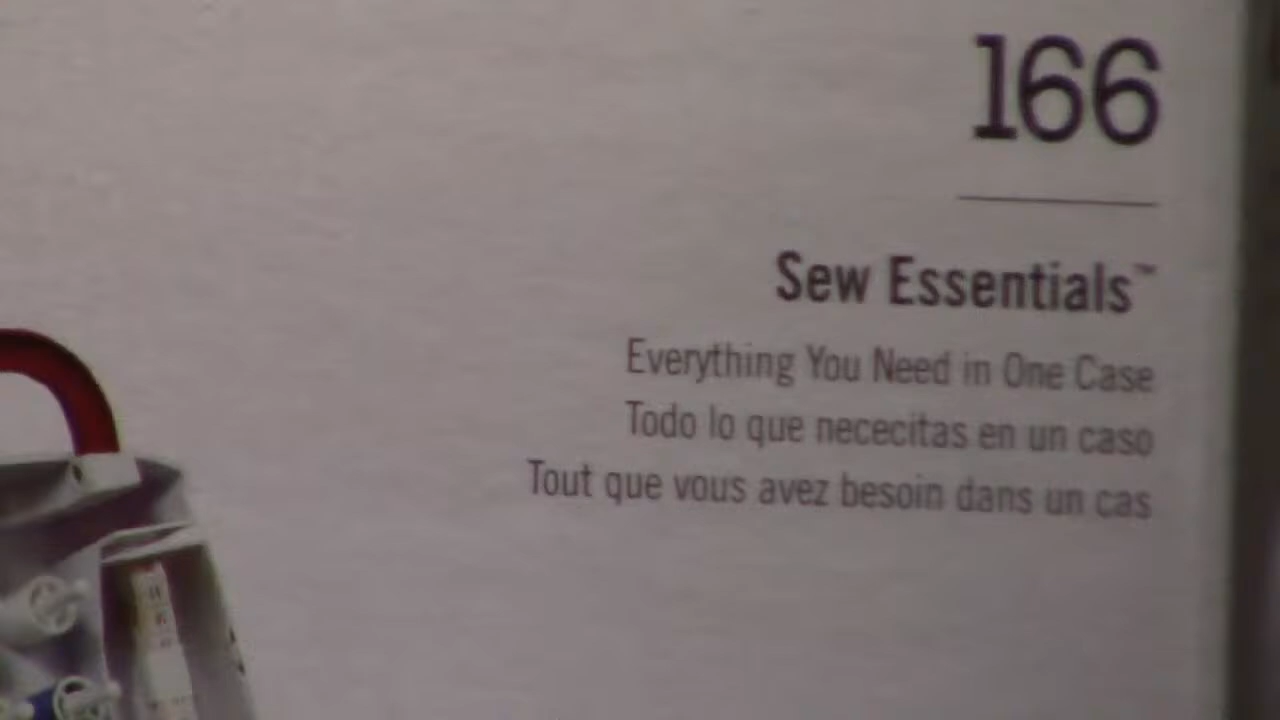 166
Sew Essentials™
Everything You Need in One Case
Todo lo que nececitas en un caso
Tout que vous avez besoin dans un cas